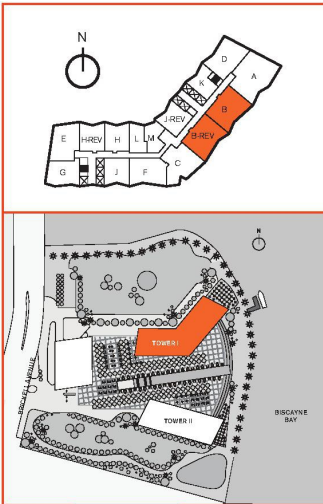 N
D
A
K
B
J-REV
B-REV
E
H-REV
H
L
M
G
J
F
C
N
TOWER I
BRICKELL AVENUE
TOWER II
BISCAYNE
BAY